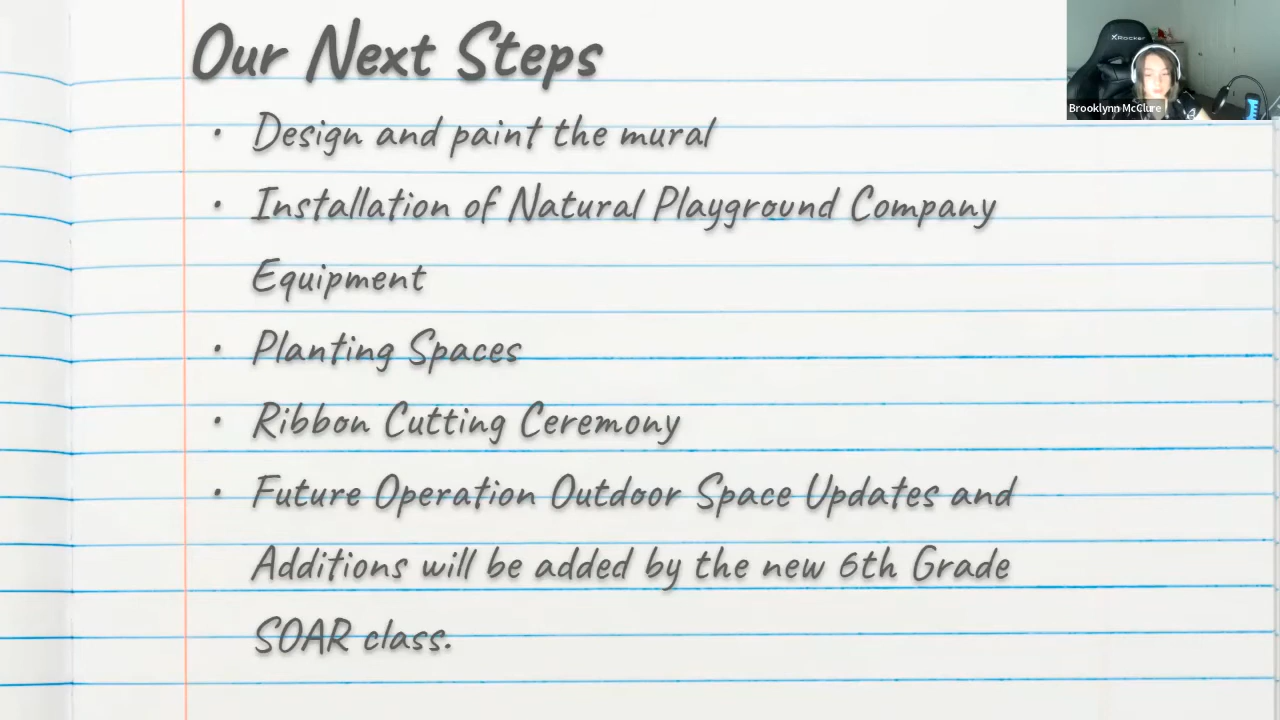 Our Next Steps
XRocker
Brooklynn McClure
• Design and paint the mural
• Installation of Natural Playground Company
Equipment
• Planting Spaces
• Ribbon Cutting Ceremony
• Future Operation Outdoor Space Updates and
Additions will be added by the new 6th Grade
SOAR class.